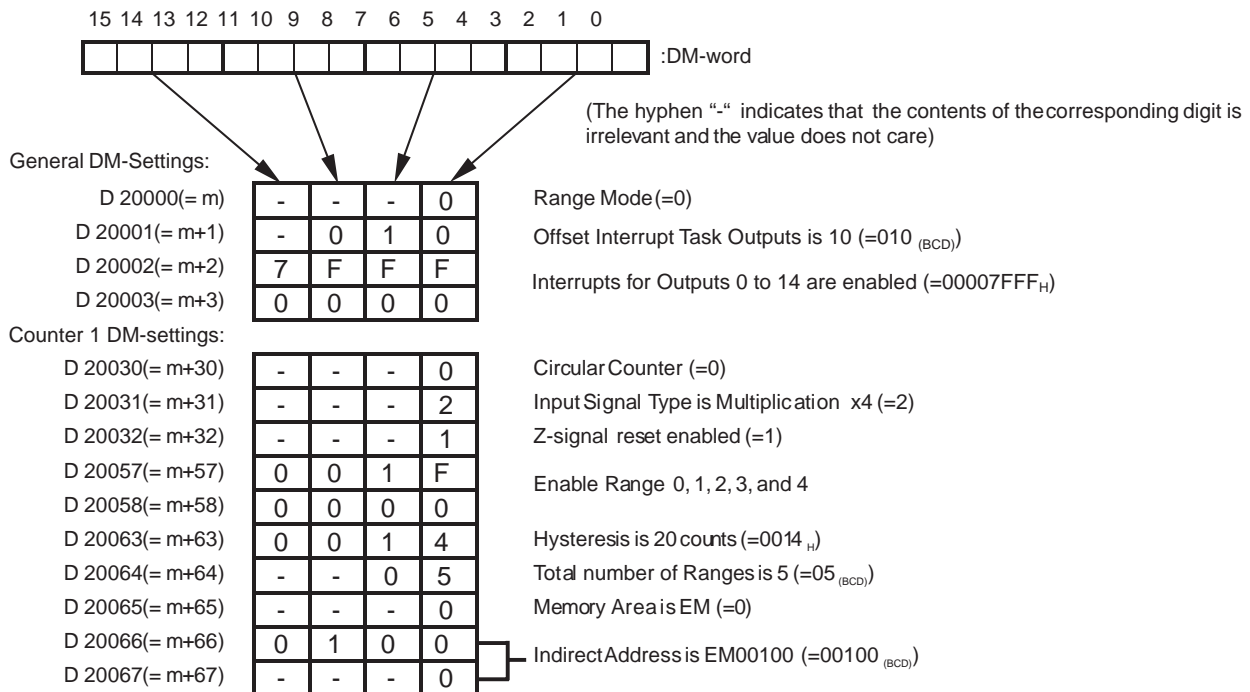 15 14 13 12 11 10 9 8 7 6 5 4 3 2 1 0
:DM-word
(The hyphen “-“ indicates that the contents of thecorresponding digit is
irrelevant and the value does not care)
General DM-Settings:
D 20000(= m) - - - 0 Range Mode (=0)
D 20001(= m+1) - 0 1 0 Offset Interrupt Task Outputs is 10 (=010 (BCD))
D 20002(= m+2) 7 F F F Interrupts for Outputs 0 to 14 are enabled (=00007FFFH)
D 20003(= m+3) 0 0 0 0
Counter 1 DM-settings:
D 20030(= m+30) - - - 0 Circular Counter (=0)
D 20031(= m+31) - - - 2 Input Signal Type is Multiplication x4 (=2)
D 20032(= m+32) - - - 1 Z-signal reset enabled (=1)
D 20057(= m+57) 0 0 1 F Enable Range 0, 1, 2, 3, and 4
D 20058(= m+58) 0 0 0 0
D 20063(= m+63) 0 0 1 4 Hysteresis is 20 counts (=0014 H)
D 20064(= m+64) - - 0 5 Total number of Ranges is 5 (=05 (BCD))
D 20065(= m+65) - - - 0 Memory Area is EM (=0)
D 20066(= m+66) 0 1 0 0 Indirect Address is EM00100 (=00100 (BCD))
D 20067(= m+67) - - - 0